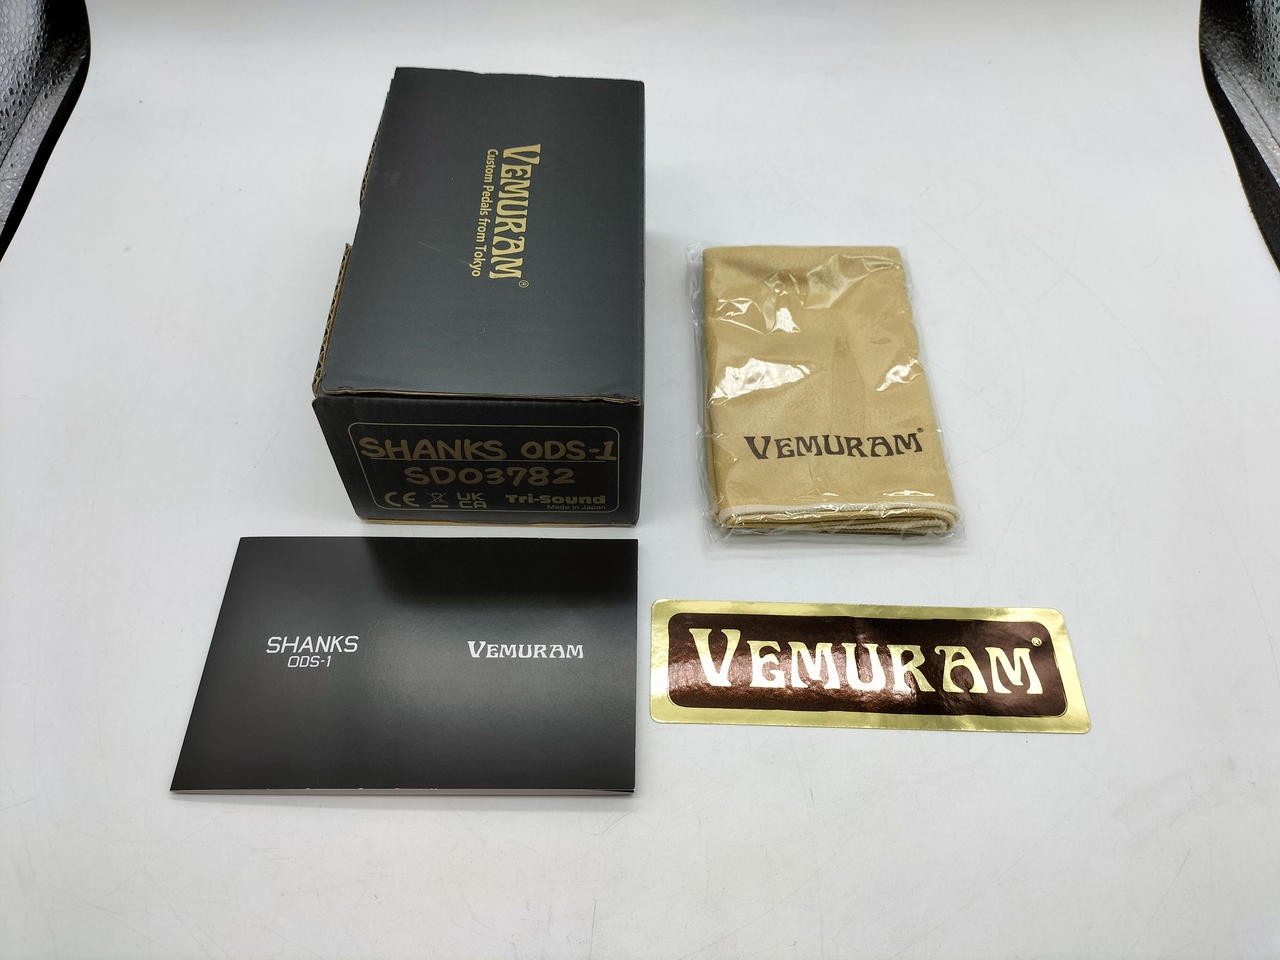 VEMURAM®
Custom Pedals from Tokyo
SHANKS ODS-1
SD03782
CE UK CA Tri-Sound
Made in Japan
VEMURAM®
SHANKS
ODS-1
VEMURAM
VEMURAM®